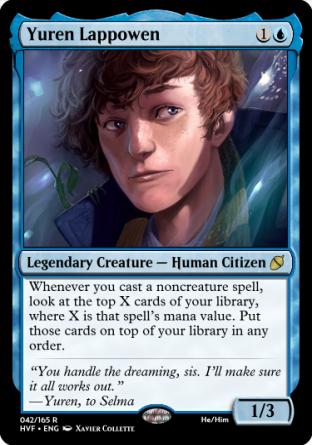 Yuren Lappowen 1
Legendary Creature — Human Citizen
Whenever you cast a noncreature spell,
look at the top X cards of your library,
where X is that spell's mana value. Put
those cards on top of your library in any
order.
“You handle the dreaming, sis. I'll make sure
it all works out.”
—Yuren, to Selma
1/3
042/165 R He/Him
HVF • ENG XAVIER COLLETTE